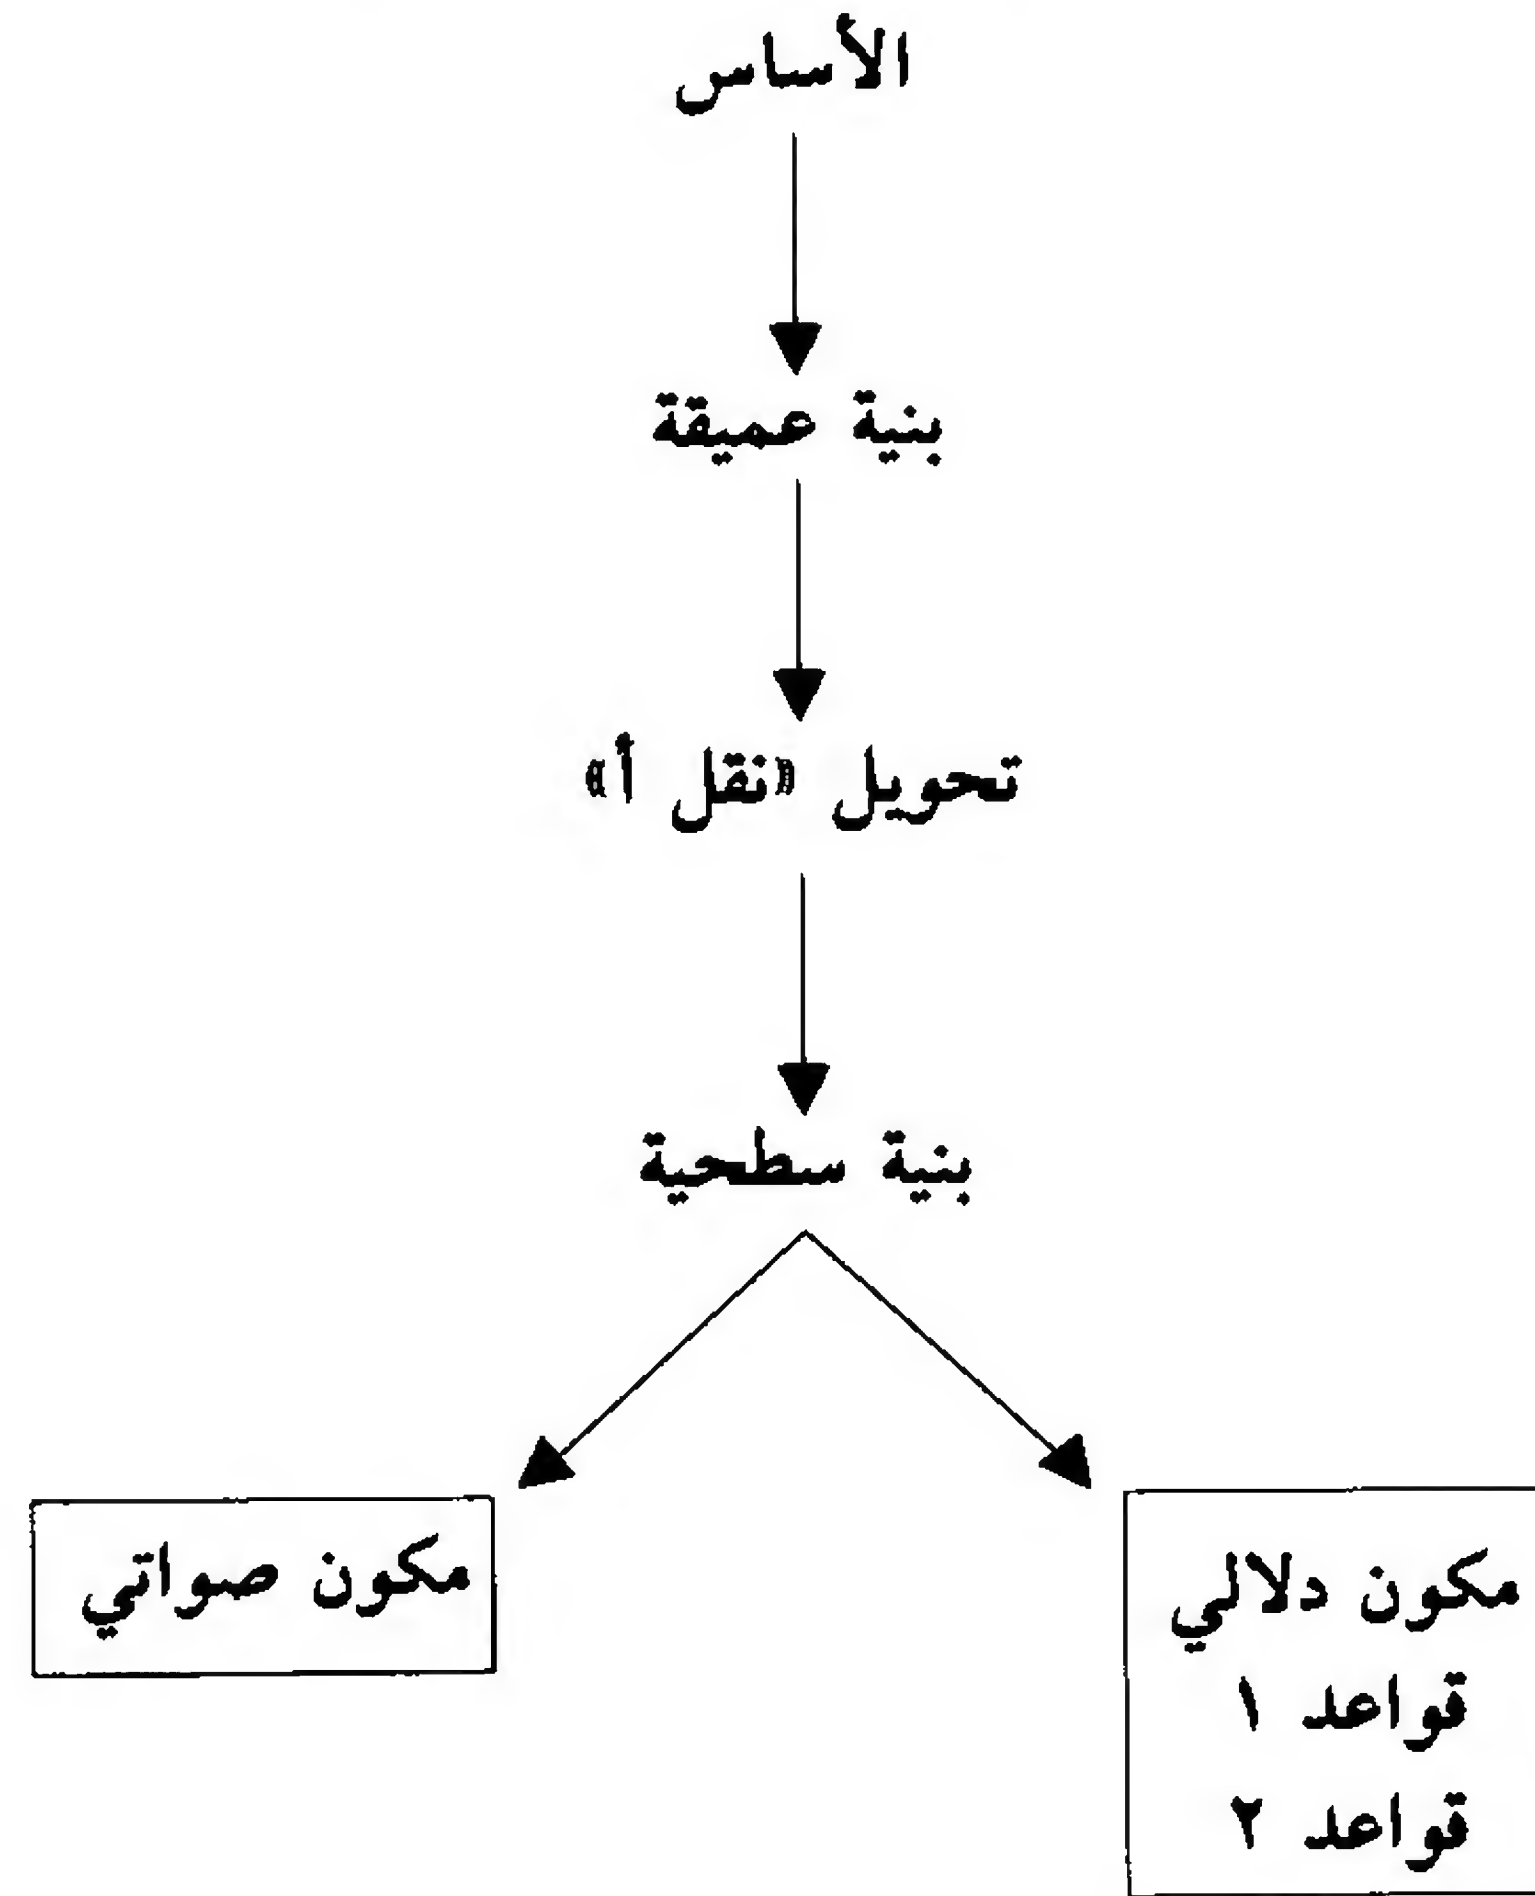 الأساس
بنية عميقة
تحويل «نقل أ»
بنية سطحية
مكون دلالي
قواعد ١
قواعد ٢
مكون صواتي